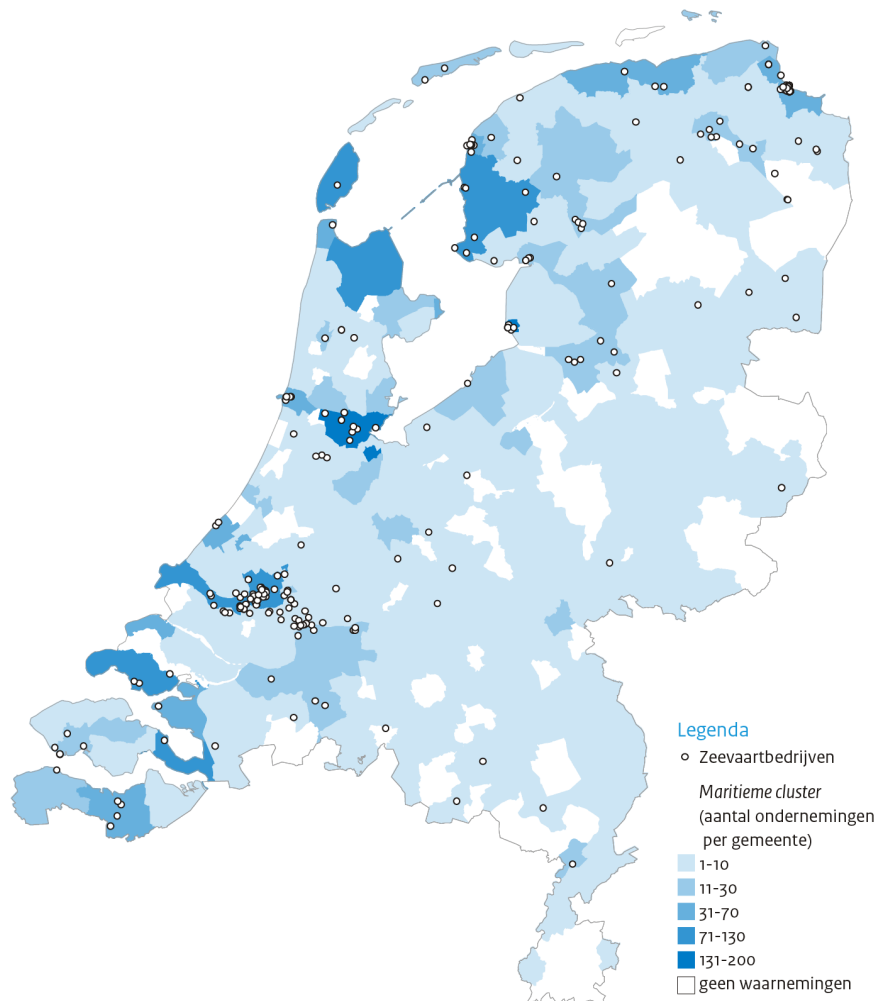 Legenda
Zeevaartbedrijven
Maritieme cluster
(aantal ondernemingen
per gemeente)
1-10
11-30
31-70
71-130
131-200
geen waarnemingen